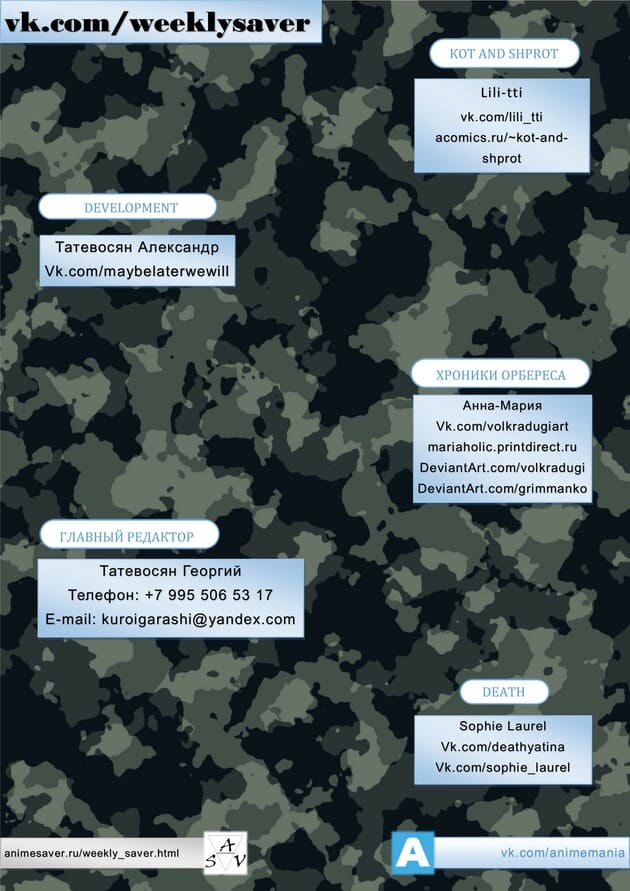 vk.com/weeklysaver
KOT AND SHPROT
Lili-tti
vk.com/lili_tti
acomics.ru/~kot-and-
shprot
DEVELOPMENT
Татевосян Александр
Vk.com/maybelaterwewill
ХРОНИКИ ОРБЕРЕСА
Анна-Мария
Vk.com/volkradugiart
mariaholic.printdirect.ru
DeviantArt.com/volkradugi
DeviantArt.com/grimmanko
ГЛАВНЫЙ РЕДАКТОР
Татевосян Георгий
Телефон: +7 995 506 53 17
E-mail: kuroigarashi@yandex.com
DEATH
Sophie Laurel
Vk.com/deathyatina
Vk.com/sophie_laurel
animesaver.ru/weekly_saver.html
A
S V
A
vk.com/animemania